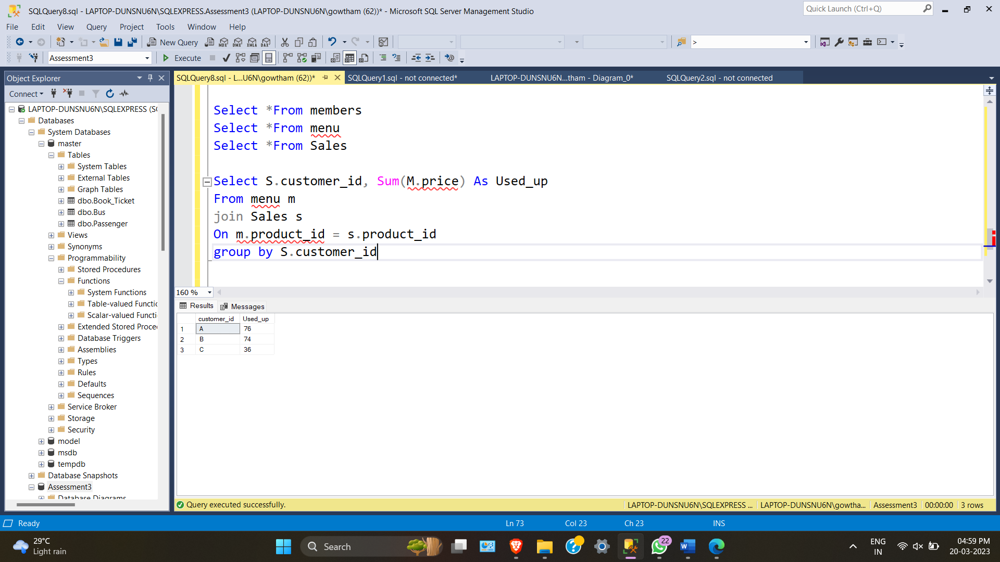 SQLQuery8.sql - LAPTOP-DUNSNU6N\SQLEXPRESS.Assessment3 (LAPTOP-DUNSNU6N\gowtham (62))* - Microsoft SQL Server Management Studio
Quick Launch (Ctrl+Q)
File Edit View Query Project Tools Window Help
New Query MDX DMX XMLA DAX >
Assessment3 Execute
Object Explorer
SQLQuery8.sql - L...U6N\gowtham (62))* SQLQuery1.sql - not connected* LAPTOP-DUNSNU6N...tham - Diagram_0* SQLQuery2.sql - not connected
Connect
LAPTOP-DUNSNU6N\SQLEXPRESS (S
Databases
System Databases
master
Tables
System Tables
External Tables
Graph Tables
dbo.Book_Ticket
dbo.Bus
dbo.Passenger
Views
Synonyms
Programmability
Stored Procedures
Functions
System Functions
Table-valued Functic
Scalar-valued Functi
Extended Stored Proce
Database Triggers
Assemblies
Types
Rules
Defaults
Sequences
Service Broker
Storage
Security
model
msdb
tempdb
Database Snapshots
Assessment3
Database Diagrams
Select *From members
Select *From menu
Select *From Sales
Select S.customer_id, Sum(M.price) As Used_up
From menu m
join Sales s
On m.product_id = s.product_id
group by S.customer_id
160 %
Results Messages
customer_id Used_up
1 A 76
2 B 74
3 C 36
Query executed successfully. LAPTOP-DUNSNU6N\SQLEXPRESS ... LAPTOP-DUNSNU6N\gowtha... Assessment3 00:00:00 3 rows
Ready Ln 73 Col 23 Ch 23 INS
29°C
Light rain
Search
22
ENG
IN
04:59 PM
20-03-2023